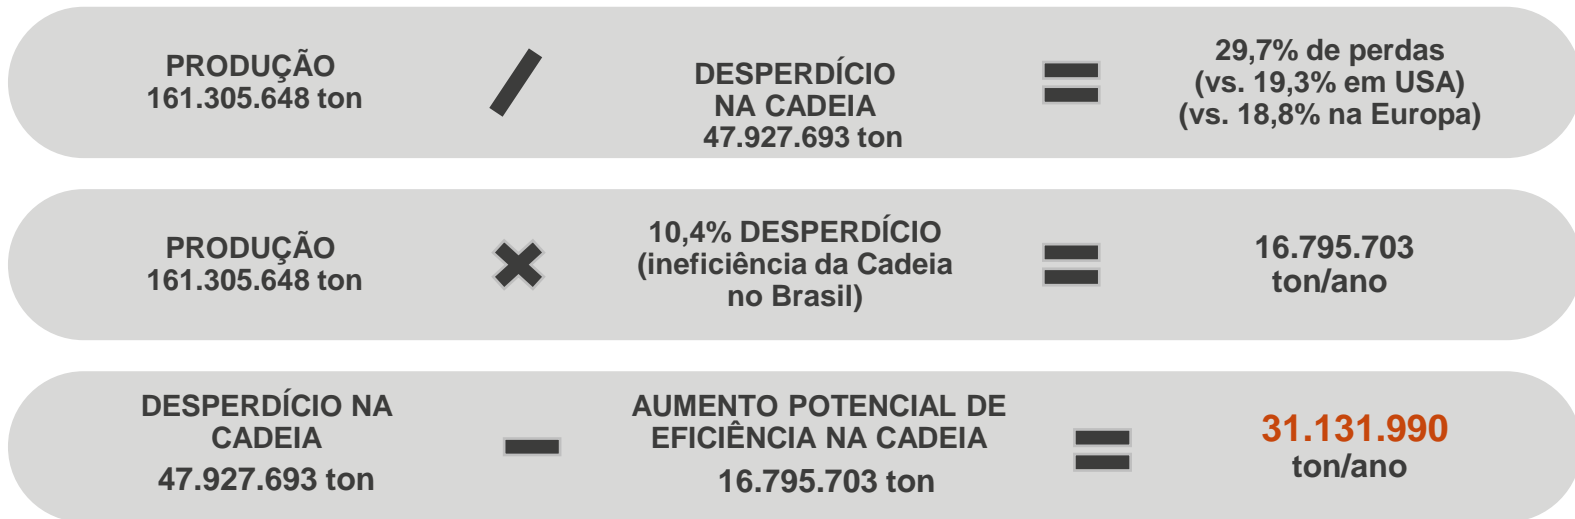 PRODUÇÃO
161.305.648 ton
DESPERDÍCIO
NA CADEIA
47.927.693 ton
29,7% de perdas
(vs. 19,3% em USA)
(vs. 18,8% na Europa)
PRODUÇÃO
161.305.648 ton
10,4% DESPERDÍCIO
(ineficiência da Cadeia
no Brasil)
16.795.703
ton/ano
DESPERDÍCIO NA
CADEIA
47.927.693 ton
AUMENTO POTENCIAL DE
EFICIÊNCIA NA CADEIA
16.795.703 ton
31.131.990
ton/ano